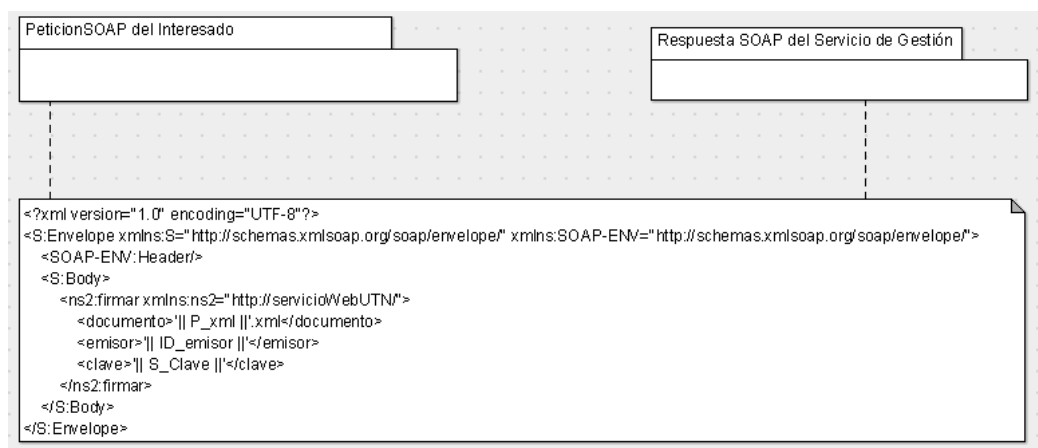 PeticionSOAP del Interesado
Respuesta SOAP del Servicio de Gestión
<?xml version="1.0" encoding="UTF-8"?>
<S:Envelope xmlns:S="http://schemas.xmlsoap.org/soap/envelope/" xmlns:SOAP-ENV="http://schemas.xmlsoap.org/soap/envelope/">
<SOAP-ENV:Header/>
<S:Body>
<ns2:firmar xmlns:ns2="http://servicioWebUTN/">
<documento>'|| P_xml ||'.xml</documento>
<emisor>'|| ID_emisor ||'</emisor>
<clave>'|| S_Clave ||'</clave>
</ns2:firmar>
</S:Body>
</S:Envelope>